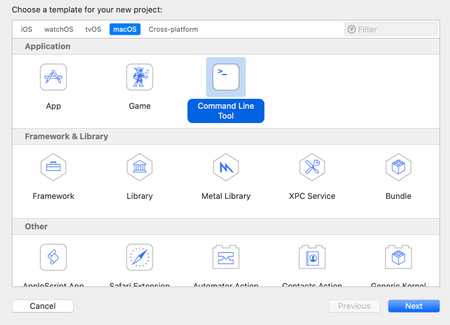 Choose a template for your new project:
iOS watchOS tvOS macOS Cross-platform Filter
Application
App Game Command Line
Tool
Framework & Library
Framework Library Metal Library XPC Service Bundle
Other
AppleScript App Safari Extension Automator Action Contacts Action Generic Kernel
Cancel Previous Next